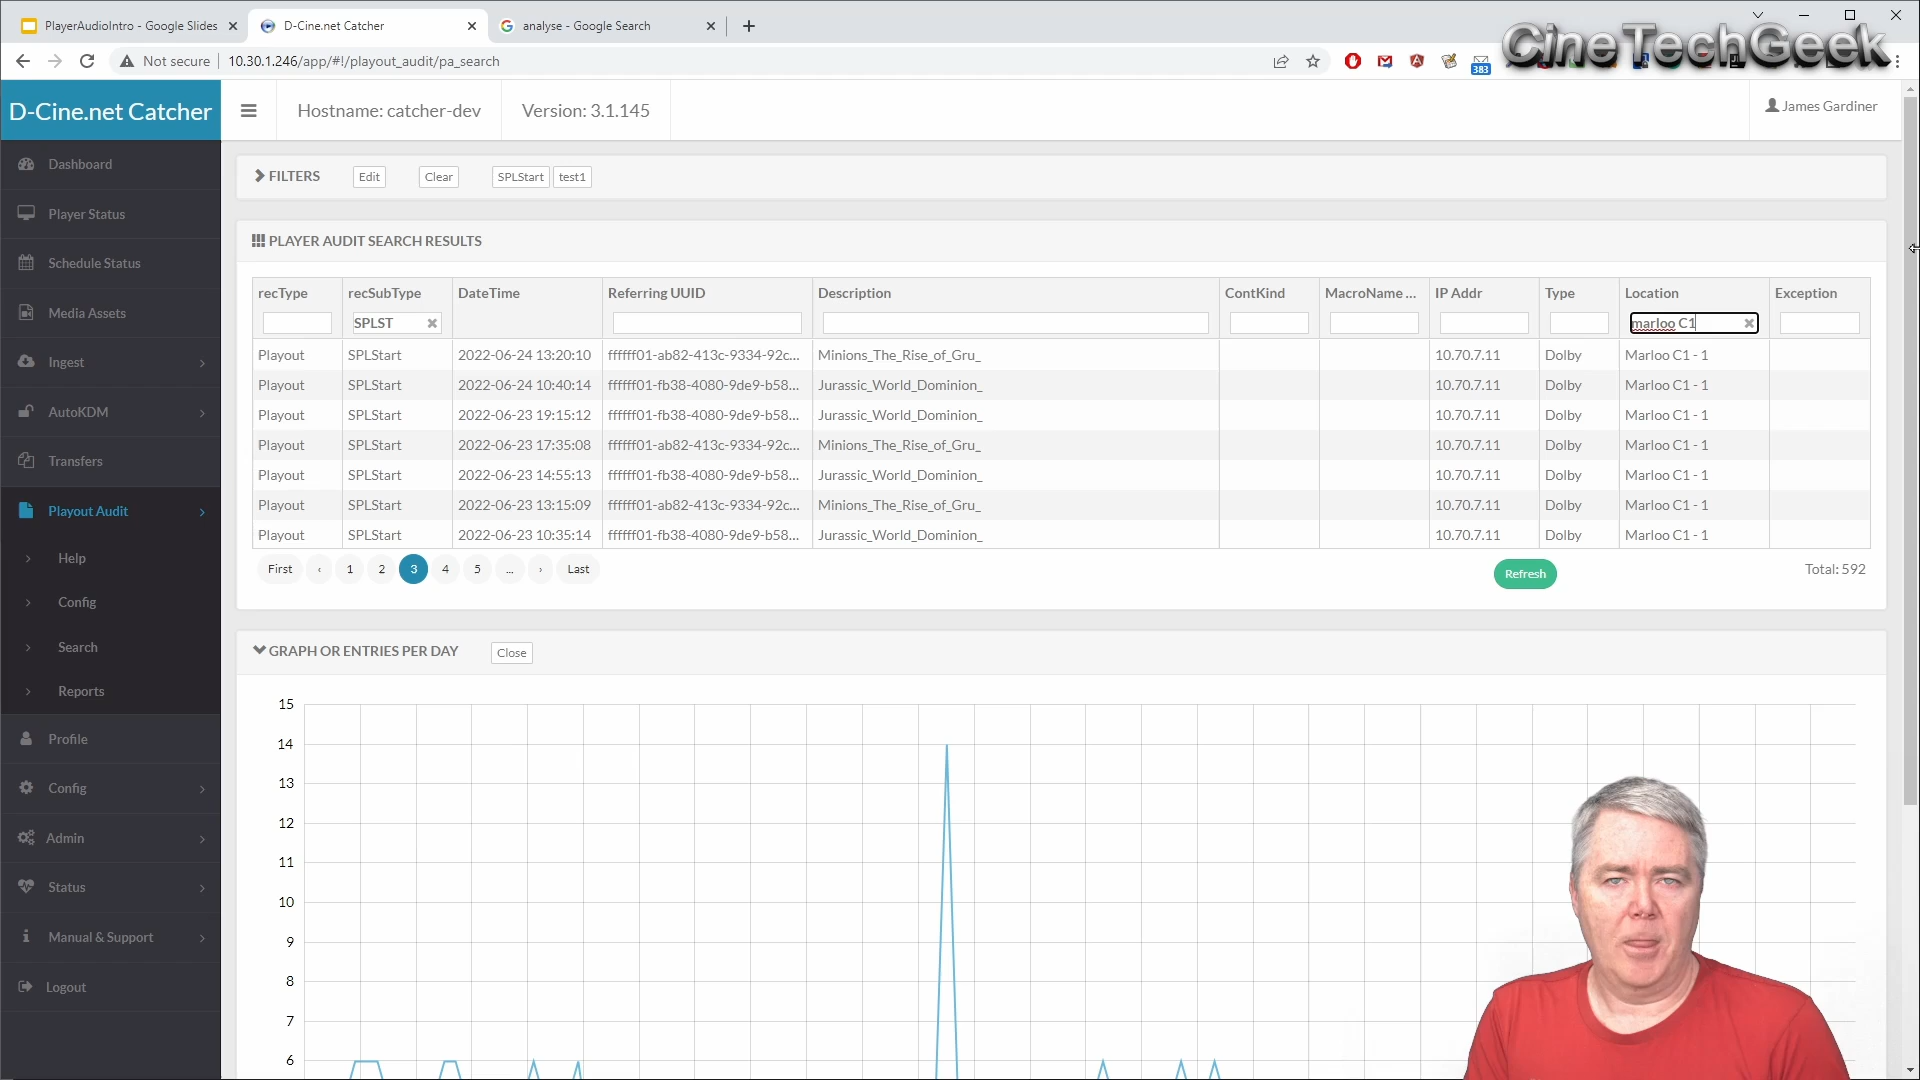 PlayerAudioIntro - Google Slides
D-Cine.net Catcher
analyse - Google Search
Not secure
10.30.1.246/app/#!/playout_audit/pa_search
383
CineTechGeek
D-Cine.net Catcher
Hostname: catcher-dev
Version: 3.1.145
James Gardiner
Dashboard
Player Status
Schedule Status
Media Assets
Ingest
AutoKDM
Transfers
Playout Audit
Help
Config
Search
Reports
Profile
Config
Admin
Status
Manual & Support
Logout
FILTERS Edit Clear SPLStart test1
PLAYER AUDIT SEARCH RESULTS
recType recSubType DateTime Referring UUID Description ContKind MacroName ... IP Addr Type Location Exception
SPLST marloo C1
Playout SPLStart 2022-06-24 13:20:10 ffffff01-ab82-413c-9334-92c... Minions_The_Rise_of_Gru_ 10.70.7.11 Dolby Marloo C1 - 1
Playout SPLStart 2022-06-24 10:40:14 ffffff01-fb38-4080-9de9-b58... Jurassic_World_Dominion_ 10.70.7.11 Dolby Marloo C1 - 1
Playout SPLStart 2022-06-23 19:15:12 ffffff01-fb38-4080-9de9-b58... Jurassic_World_Dominion_ 10.70.7.11 Dolby Marloo C1 - 1
Playout SPLStart 2022-06-23 17:35:08 ffffff01-ab82-413c-9334-92c... Minions_The_Rise_of_Gru_ 10.70.7.11 Dolby Marloo C1 - 1
Playout SPLStart 2022-06-23 14:55:13 ffffff01-fb38-4080-9de9-b58... Jurassic_World_Dominion_ 10.70.7.11 Dolby Marloo C1 - 1
Playout SPLStart 2022-06-23 13:15:09 ffffff01-ab82-413c-9334-92c... Minions_The_Rise_of_Gru_ 10.70.7.11 Dolby Marloo C1 - 1
Playout SPLStart 2022-06-23 10:35:14 ffffff01-fb38-4080-9de9-b58... Jurassic_World_Dominion_ 10.70.7.11 Dolby Marloo C1 - 1
First ‹ 1 2 3 4 5 ... › Last Refresh Total: 592
GRAPH OR ENTRIES PER DAY Close
15
14
13
12
11
10
9
8
7
6